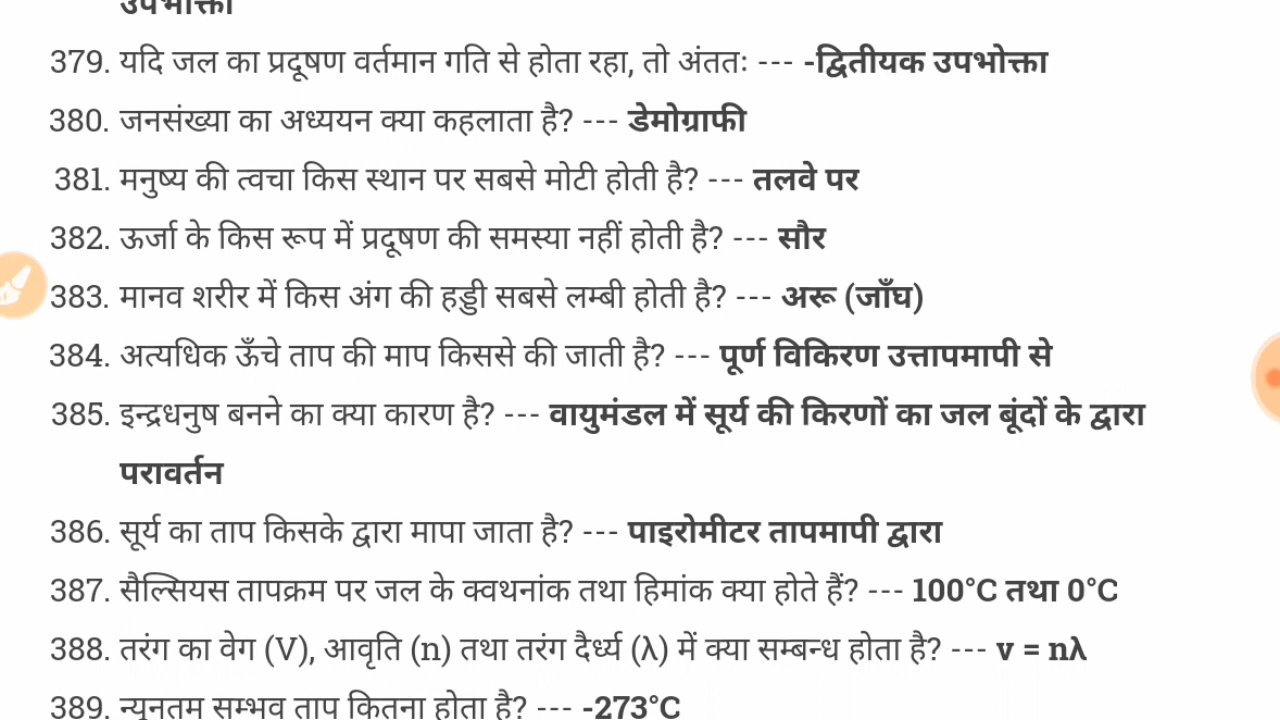 उपभोक्ता
379. यदि जल का प्रदूषण वर्तमान गति से होता रहा, तो अंततः --- -द्वितीयक उपभोक्ता
380. जनसंख्या का अध्ययन क्या कहलाता है? --- डेमोग्राफी
381. मनुष्य की त्वचा किस स्थान पर सबसे मोटी होती है? --- तलवे पर
382. ऊर्जा के किस रूप में प्रदूषण की समस्या नहीं होती है? --- सौर
383. मानव शरीर में किस अंग की हड्डी सबसे लम्बी होती है? --- अरू (जाँघ)
384. अत्यधिक ऊँचे ताप की माप किससे की जाती है? --- पूर्ण विकिरण उत्तापमापी से
385. इन्द्रधनुष बनने का क्या कारण है? --- वायुमंडल में सूर्य की किरणों का जल बूंदों के द्वारा
परावर्तन
386. सूर्य का ताप किसके द्वारा मापा जाता है? --- पाइरोमीटर तापमापी द्वारा
387. सैल्सियस तापक्रम पर जल के क्वथनांक तथा हिमांक क्या होते हैं? --- 100°C तथा 0°C
388. तरंग का वेग (V), आवृति (n) तथा तरंग दैर्ध्य (λ) में क्या सम्बन्ध होता है? --- v = nλ
389. न्यूनतम सम्भव ताप कितना होता है? --- -273°C